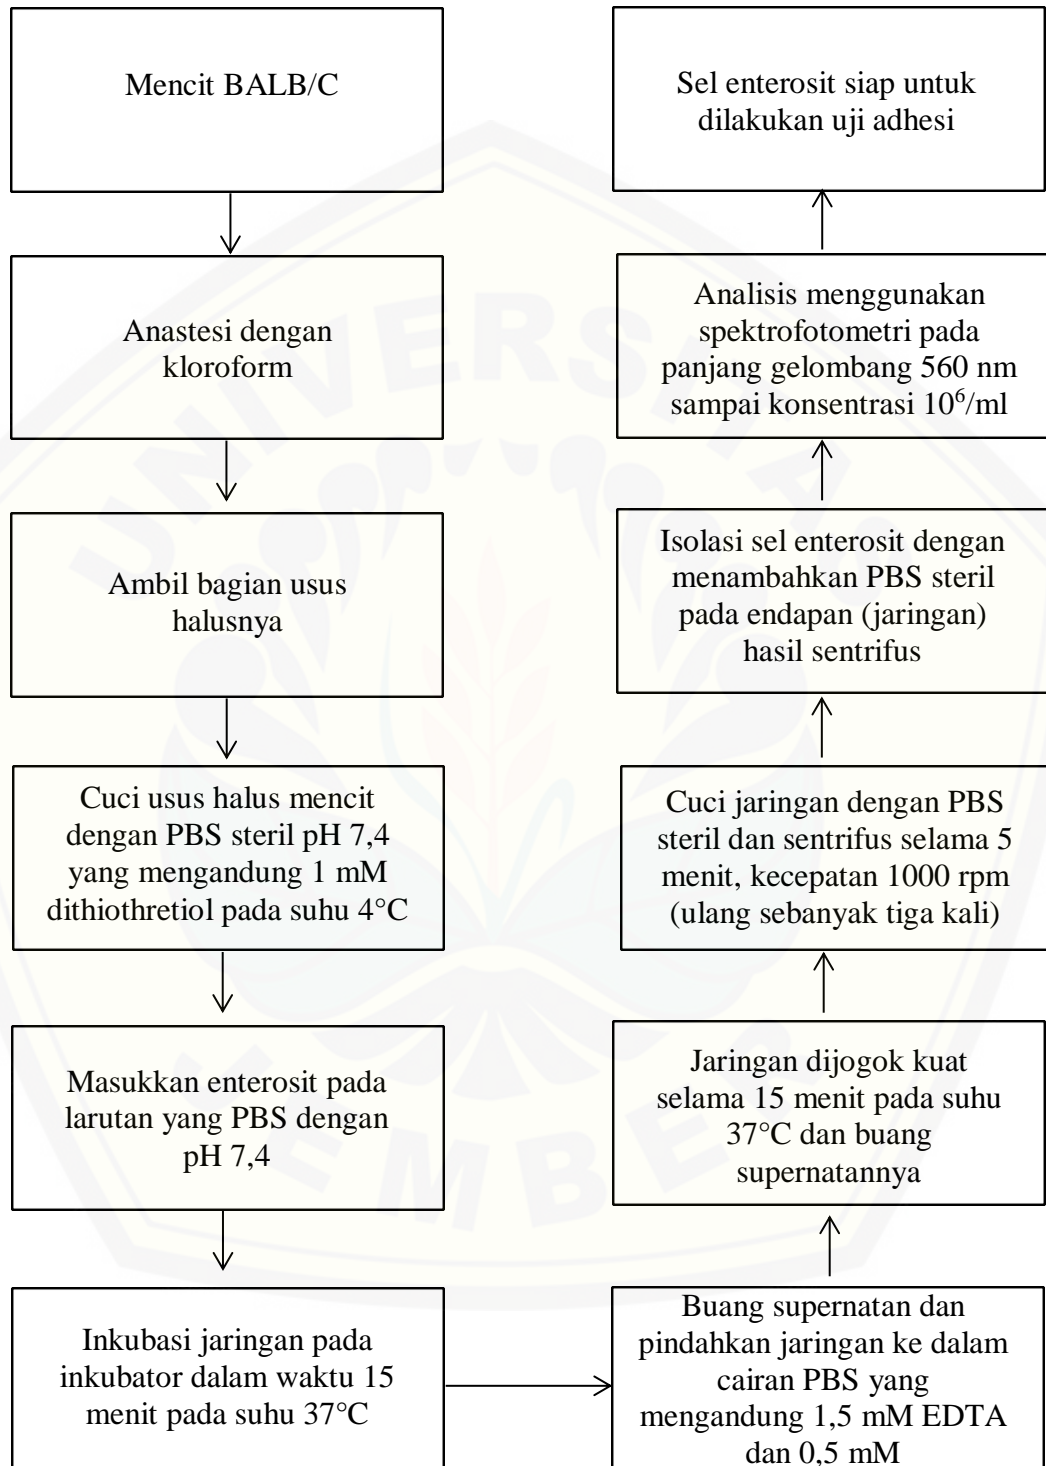 Mencit BALB/C
Anastesi dengan
kloroform
Ambil bagian usus
halusnya
Cuci usus halus mencit
dengan PBS steril pH 7,4
yang mengandung 1 mM
dithiothretiol pada suhu 4°C
Masukkan enterosit pada
larutan yang PBS dengan
pH 7,4
Inkubasi jaringan pada
inkubator dalam waktu 15
menit pada suhu 37°C
Buang supernatan dan
pindahkan jaringan ke dalam
cairan PBS yang
mengandung 1,5 mM EDTA
dan 0,5 mM
Jaringan dijogok kuat
selama 15 menit pada suhu
37°C dan buang
supernatannya
Cuci jaringan dengan PBS
steril dan sentrifus selama 5
menit, kecepatan 1000 rpm
(ulang sebanyak tiga kali)
Isolasi sel enterosit dengan
menambahkan PBS steril
pada endapan (jaringan)
hasil sentrifus
Analisis menggunakan
spektrofotometri pada
panjang gelombang 560 nm
sampai konsentrasi 10⁶/ml
Sel enterosit siap untuk
dilakukan uji adhesi
UNIVERSITAS
JEMBER